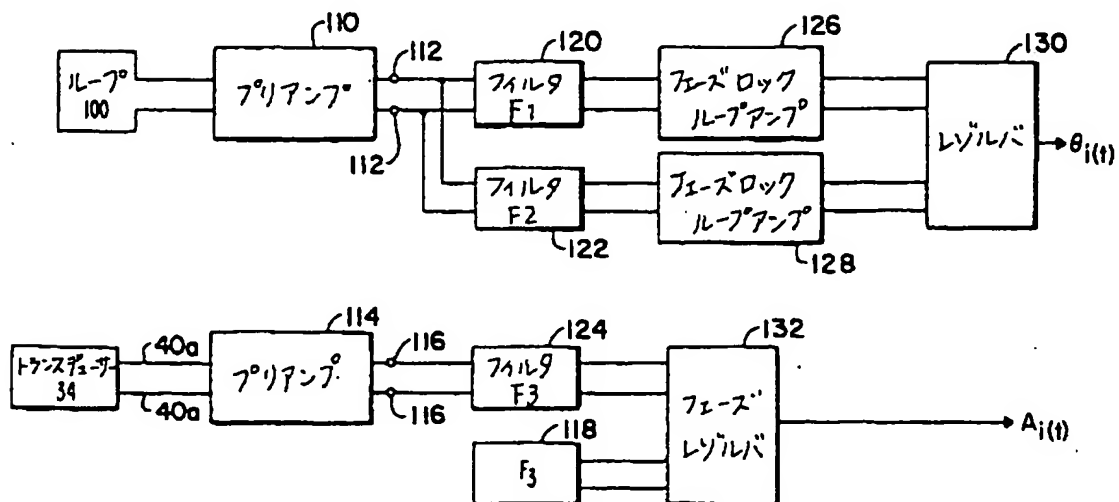 110
120
126
130
112
ループ
100
プリアンプ
フィルタ
F1
フェーズロック
ループアンプ
レゾルバ
θi(t)
112
フィルタ
F2
フェーズロック
ループアンプ
122
128
114
124
132
40a
116
トランスデューサー
34
プリアンプ
フィルタ
F3
フェーズ
レゾルバ
40a
116
118
F3
Ai(t)